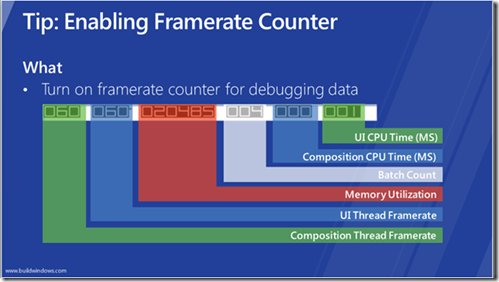 Tip: Enabling Framerate Counter
What
• Turn on framerate counter for debugging data
060 060 020485 004 000 001
UI CPU Time (MS)
Composition CPU Time (MS)
Batch Count
Memory Utilization
UI Thread Framerate
Composition Thread Framerate
www.buildwindows.com